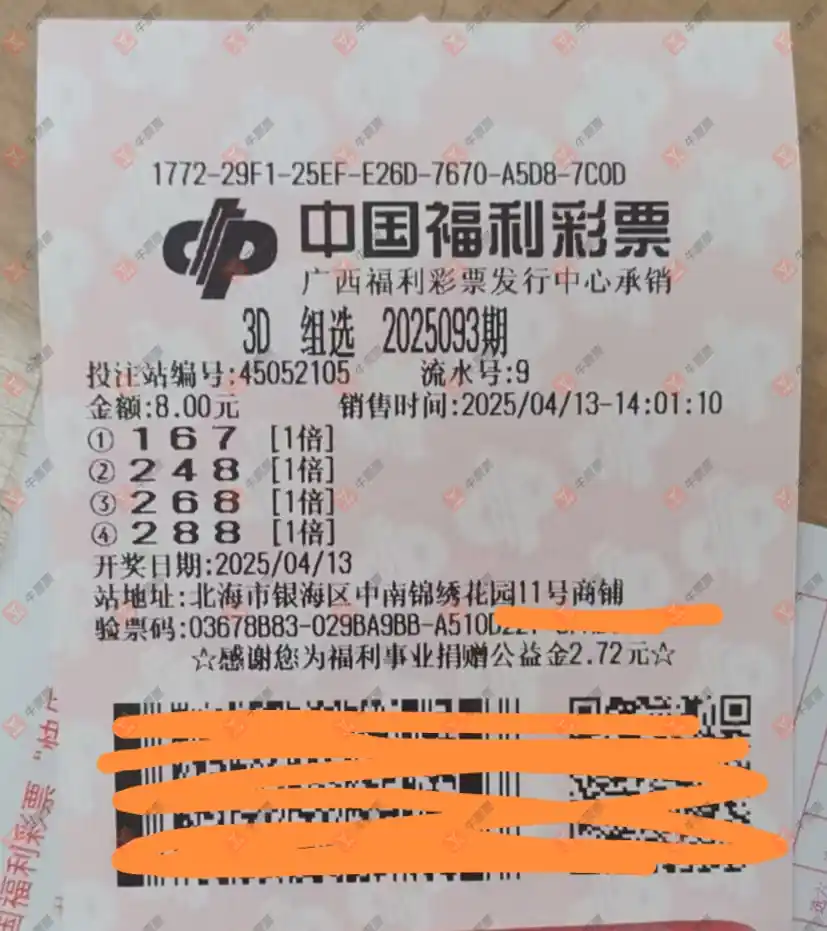 1772-29F1-25EF-E26D-7670-A5D8-7C0D
中国福利彩票
广西福利彩票发行中心承销
3D 组选 2025093期
投注站编号:45052105 流水号:9
金额:8.00元 销售时间:2025/04/13-14:01:10
① 1 6 7 [1倍]
② 2 4 8 [1倍]
③ 2 6 8 [1倍]
④ 2 8 8 [1倍]
开奖日期:2025/04/13
站地址:北海市银海区中南锦绣花园11号商铺
验票码:03678B83-029BA9BB-A510D
☆感谢您为福利事业捐赠公益金2.72元☆
国福利彩票